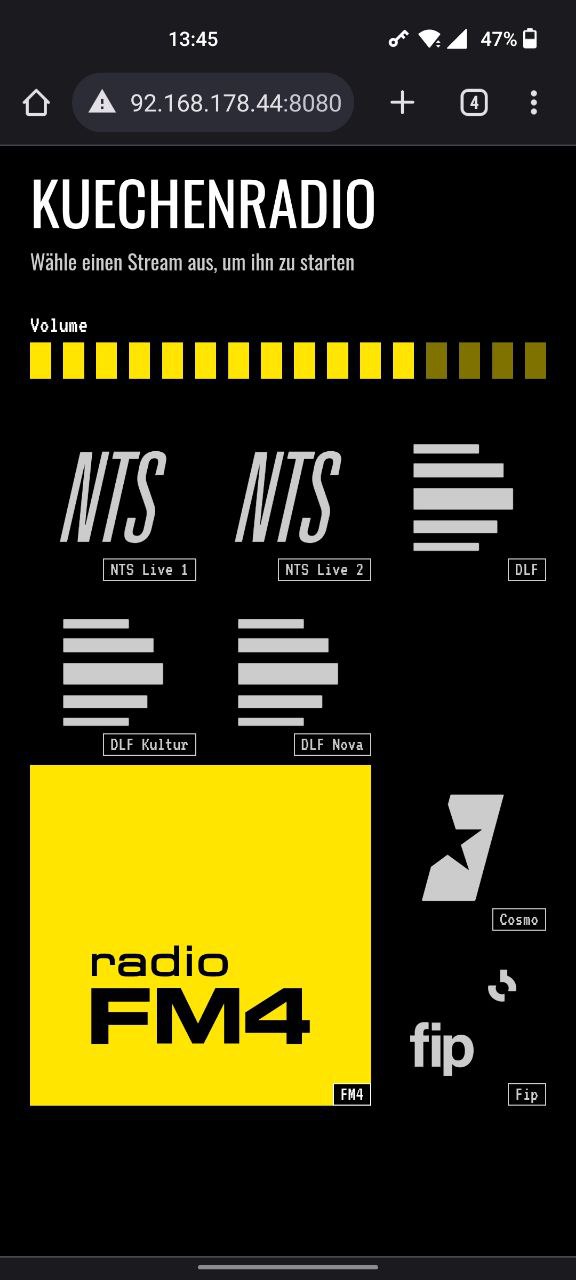 13:45
47%
92.168.178.44:8080
4
KUECHENRADIO
Wähle einen Stream aus, um ihn zu starten
Volume
NTS
NTS Live 1
NTS
NTS Live 2
DLF
DLF Kultur
DLF Nova
radio
FM4
FM4
Cosmo
fip
Fip